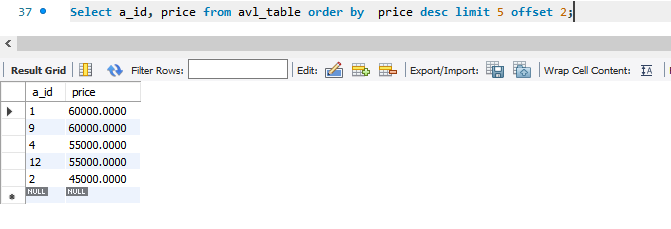 37 Select a_id, price from avl_table order by price desc limit 5 offset 2;
Result Grid Filter Rows: Edit: Export/Import: Wrap Cell Content: IA
a_id price
1 60000.0000
9 60000.0000
4 55000.0000
12 55000.0000
2 45000.0000
NULL NULL